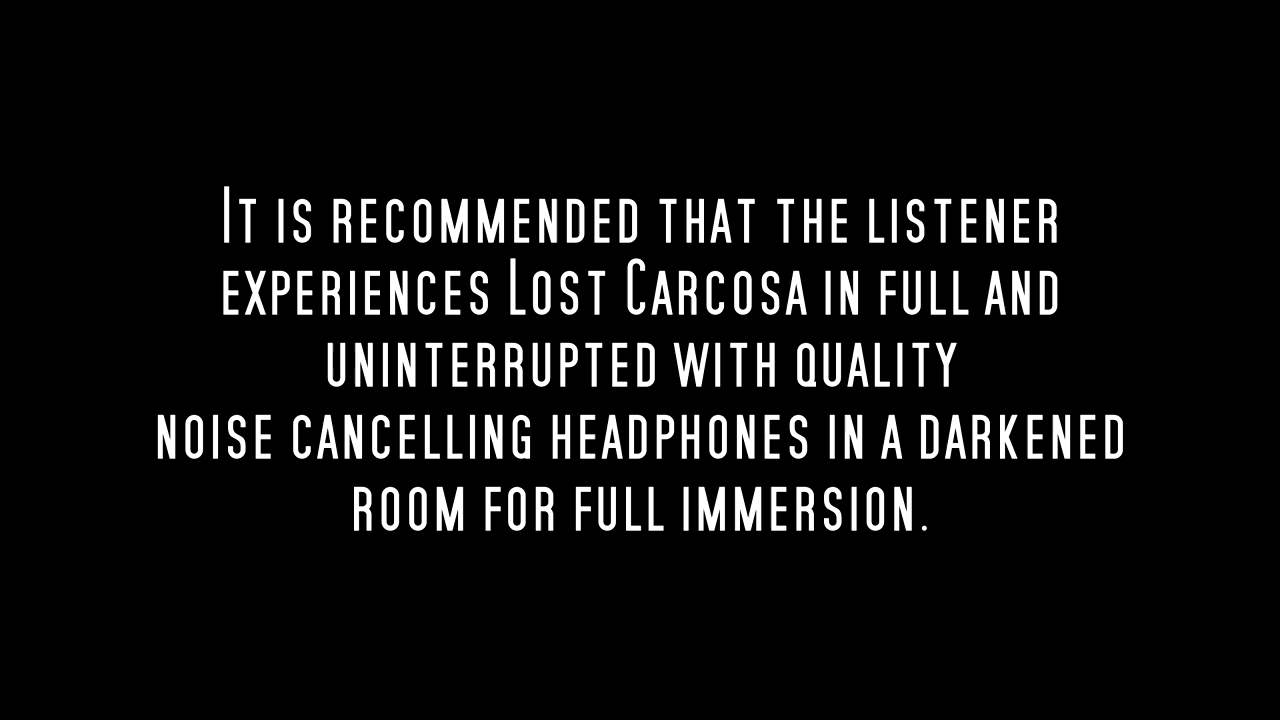 It is recommended that the listener
experiences Lost Carcosa in full and
uninterrupted with quality
noise cancelling headphones in a darkened
room for full immersion.